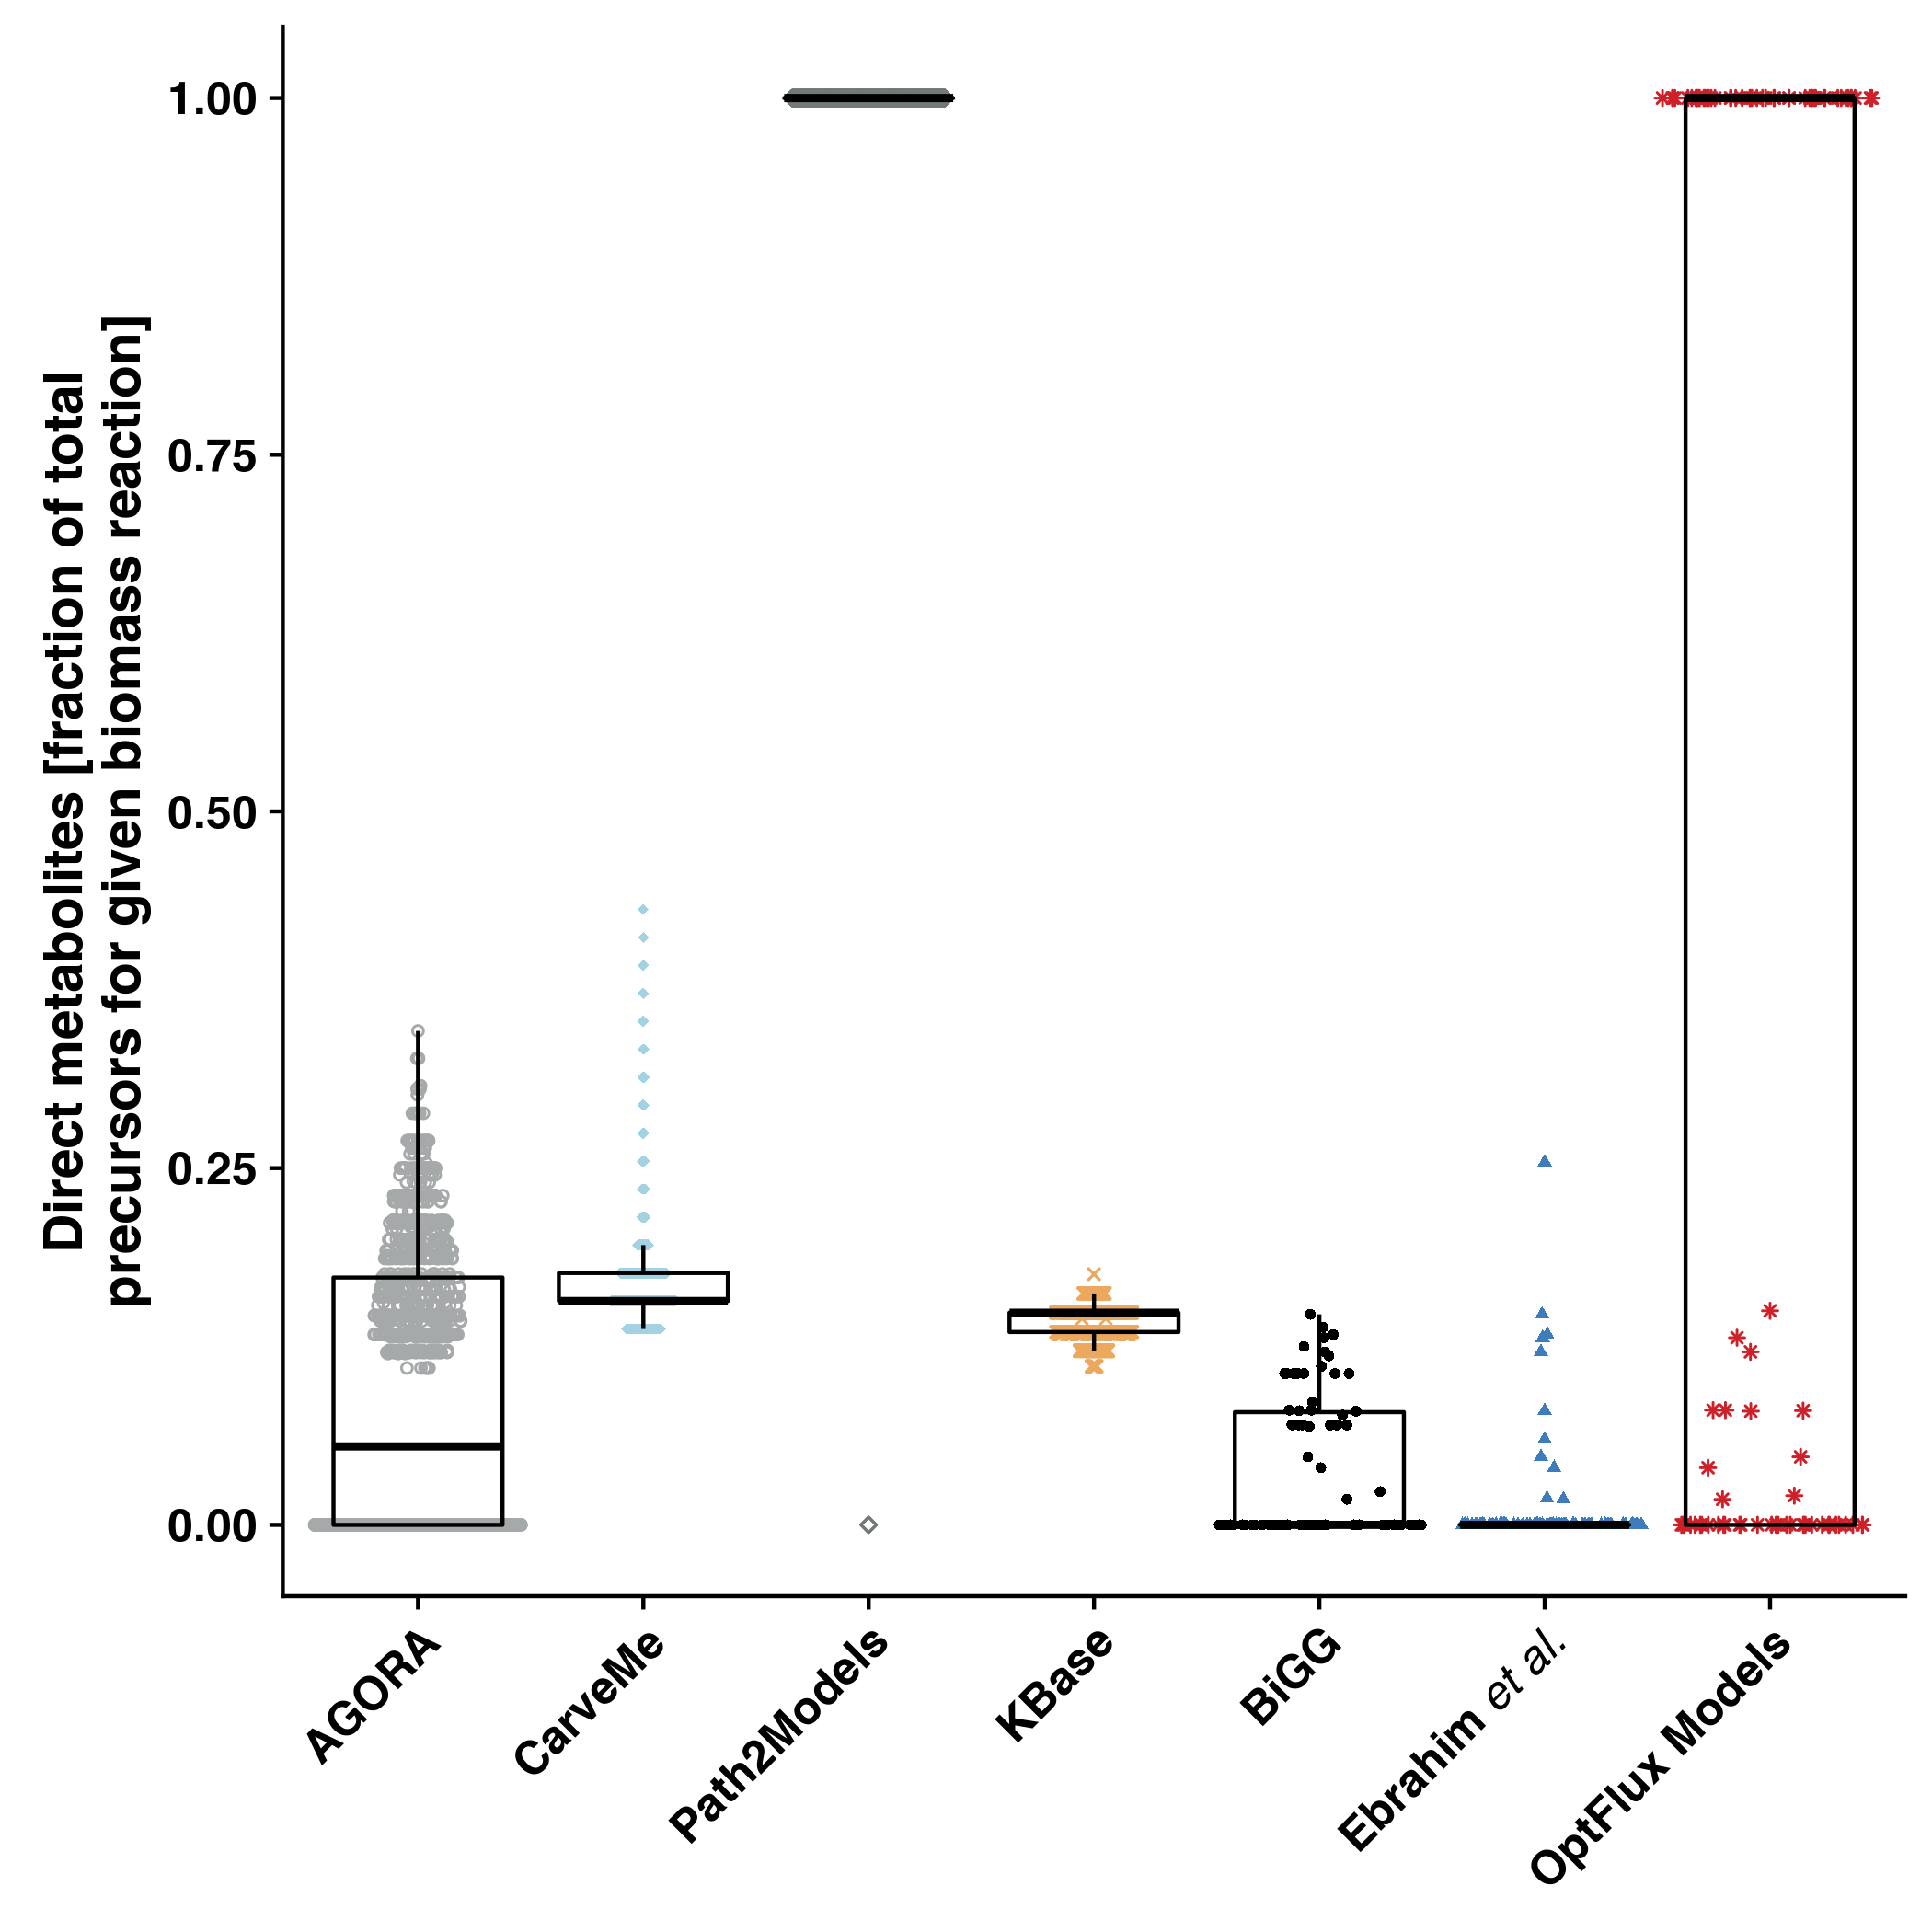 Direct metabolites [fraction of total
precursors for given biomass reaction]
1.00
0.75
0.50
0.25
0.00
AGORA
CarveMe
Path2Models
KBase
BiGG
Ebrahim et al.
OptFlux Models